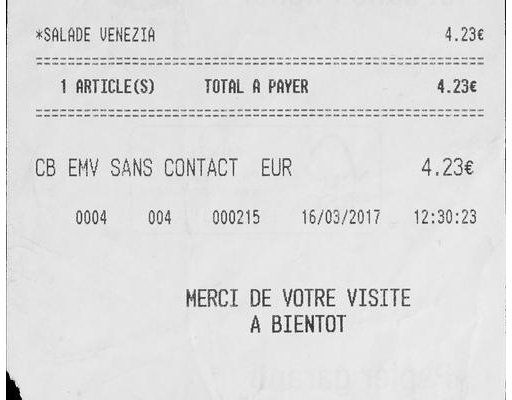 *SALADE VENEZIA 4.23€
1 ARTICLE(S) TOTAL A PAYER 4.23€
CB EMV SANS CONTACT EUR 4.23€
0004 004 000215 16/03/2017 12:30:23
MERCI DE VOTRE VISITE
A BIENTOT